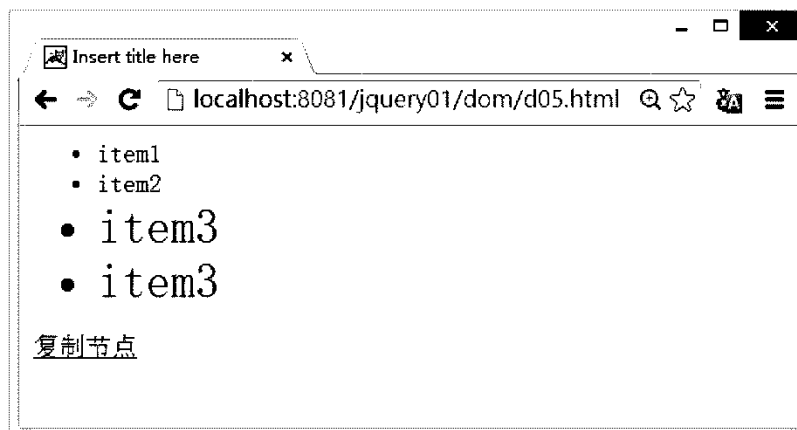 Insert title here
localhost:8081/jquery01/dom/d05.html
item1
item2
item3
item3
复制节点